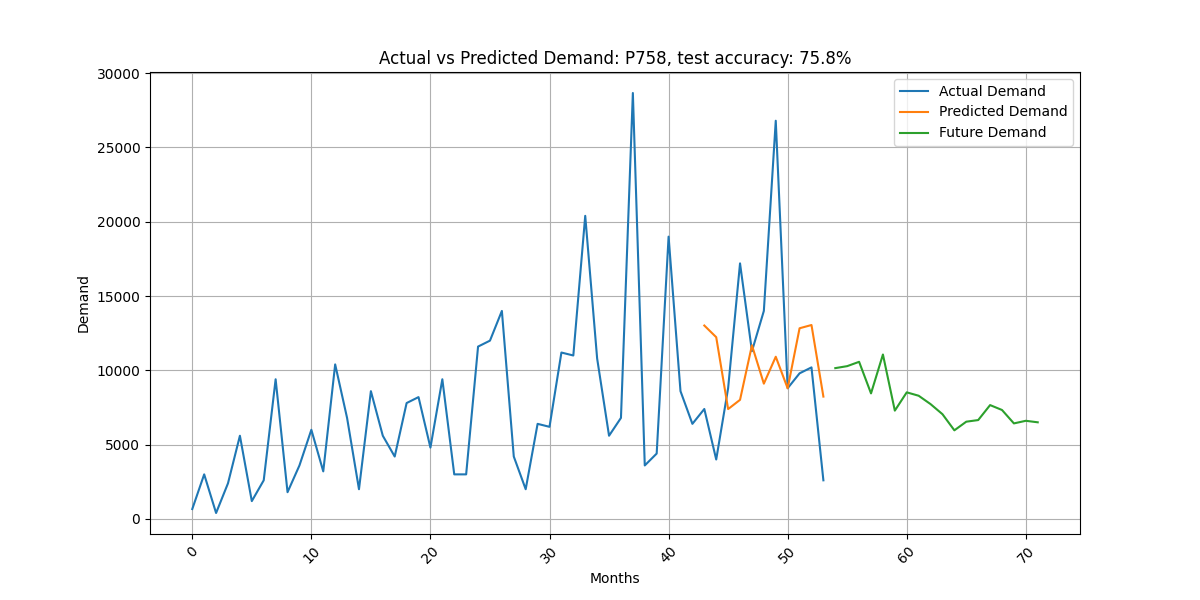 Actual vs Predicted Demand: P758, test accuracy: 75.8%
30000
25000
20000
15000
10000
5000
0
Demand
Actual Demand
Predicted Demand
Future Demand
0
10
20
30
40
50
60
70
Months